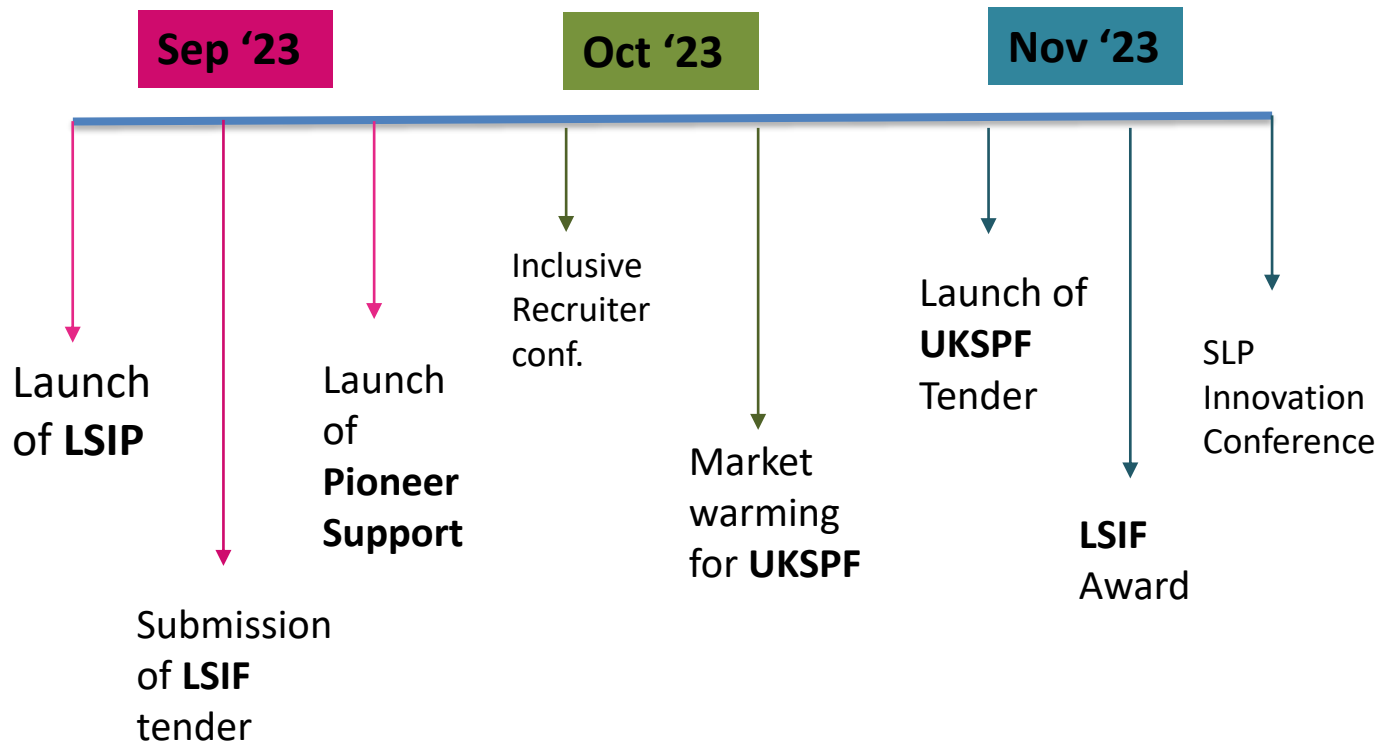 Sep ‘23
Oct ‘23
Nov ‘23
Launch
of LSIP
Submission
of LSIF
tender
Launch
of
Pioneer
Support
Inclusive
Recruiter
conf.
Market
warming
for UKSPF
Launch of
UKSPF
Tender
LSIF
Award
SLP
Innovation
Conference